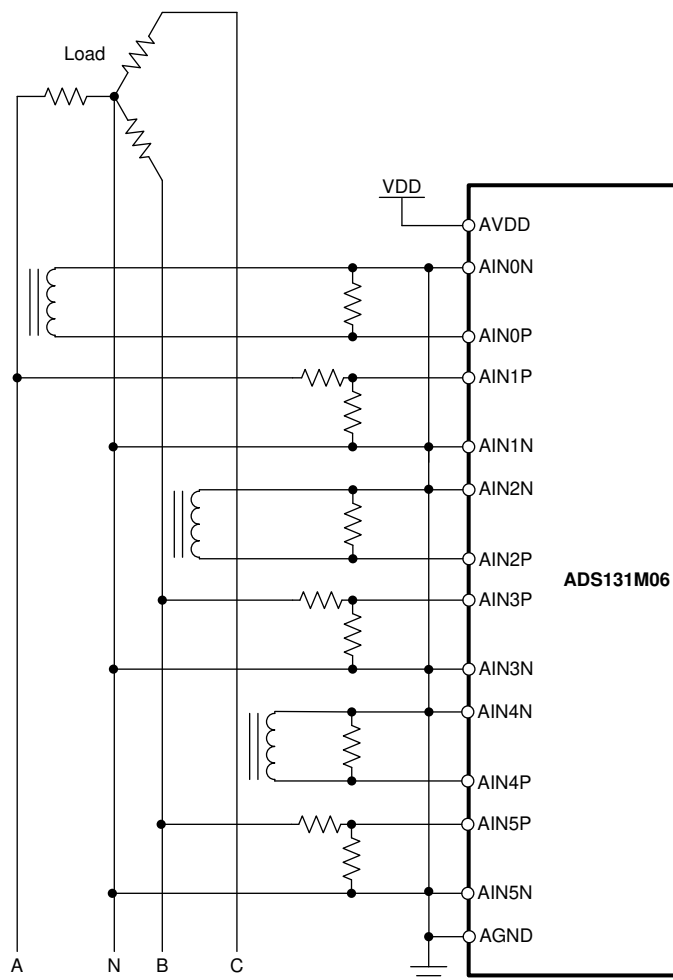 Load
VDD
AVDD
AIN0N
AIN0P
AIN1P
AIN1N
AIN2N
AIN2P
AIN3P
ADS131M06
AIN3N
AIN4N
AIN4P
AIN5P
AIN5N
AGND
A N B C